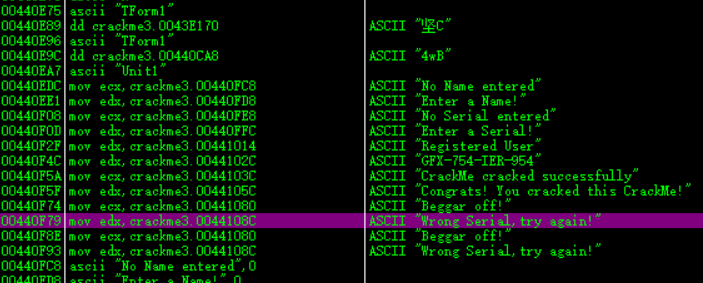 00440E75 ascii "TForm1"
00440E89 dd crackme3.0043E170 ASCII "坚C"
00440E96 ascii "TForm1"
00440E9C dd crackme3.00440CA8 ASCII "4wB"
00440EA7 ascii "Unit1"
00440EDC mov ecx,crackme3.00440FC8 ASCII "No Name entered"
00440EE1 mov edx,crackme3.00440FD8 ASCII "Enter a Name!"
00440F08 mov ecx,crackme3.00440FE8 ASCII "No Serial entered"
00440F0D mov edx,crackme3.00440FFC ASCII "Enter a Serial!"
00440F2F mov edx,crackme3.00441014 ASCII "Registered User"
00440F4C mov edx,crackme3.0044102C ASCII "GFX-754-IER-954"
00440F5A mov ecx,crackme3.0044103C ASCII "CrackMe cracked successfully"
00440F5F mov edx,crackme3.0044105C ASCII "Congrats! You cracked this CrackMe!"
00440F74 mov ecx,crackme3.00441080 ASCII "Beggar off!"
00440F79 mov edx,crackme3.0044108C ASCII "Wrong Serial,try again!"
00440F8E mov ecx,crackme3.00441080 ASCII "Beggar off!"
00440F93 mov edx,crackme3.0044108C ASCII "Wrong Serial,try again!"
00440FC8 ascii "No Name entered",0
00440FD8 ascii "Enter a Name!",0